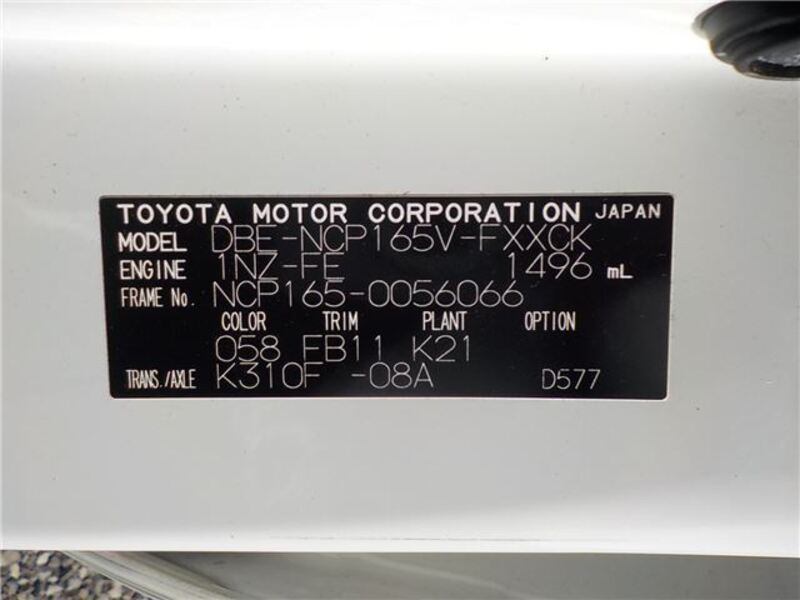 TOYOTA MOTOR CORPORATION JAPAN
MODEL DBE-NCP165V-FXXCK
ENGINE 1NZ-FE 1496 mL
FRAME No. NCP165-0056066
COLOR TRIM PLANT OPTION
058 EB11 K21
TRANS./AXLE K310F -08A D577